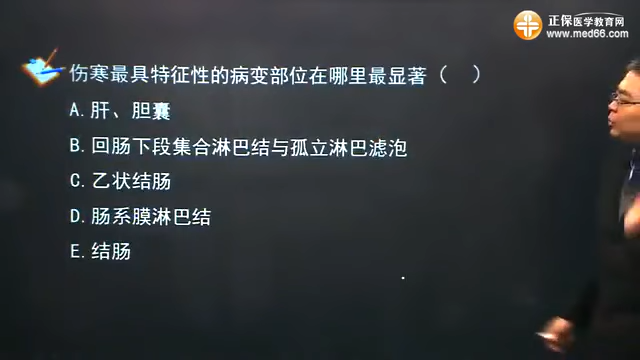 正保医学教育网
www.med66.com
伤寒最具特征性的病变部位在哪里最显著（ ）
A.肝、胆囊
B.回肠下段集合淋巴结与孤立淋巴滤泡
C.乙状结肠
D.肠系膜淋巴结
E.结肠